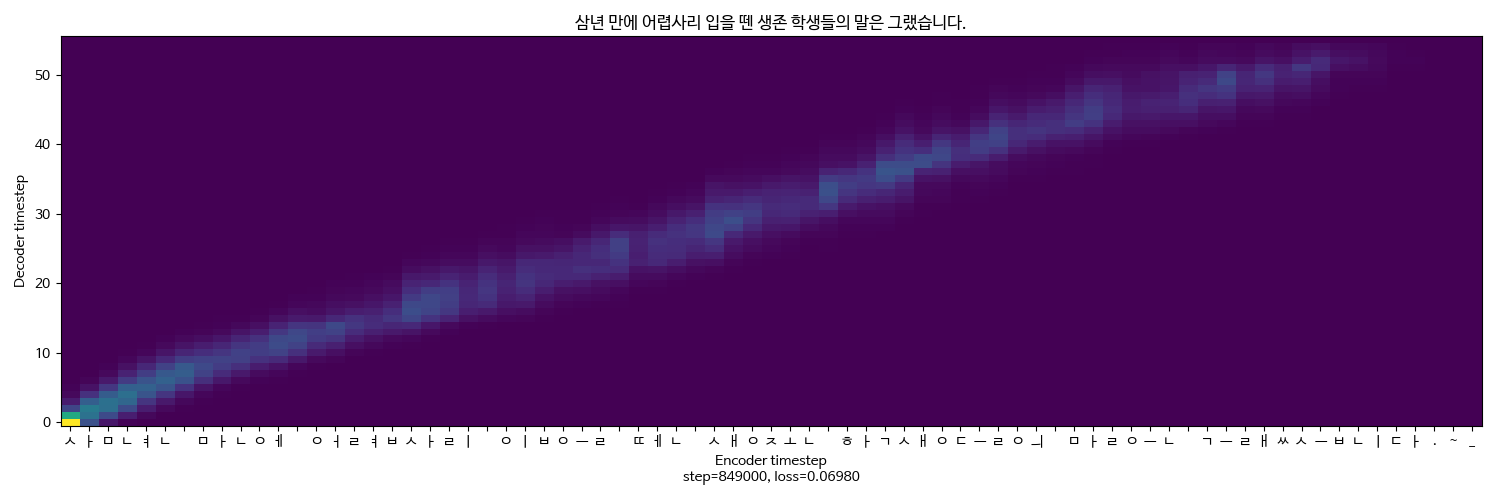 삼년 만에 어렵사리 입을 뗀 생존 학생들의 말은 그랬습니다.
50
40
30
20
10
0
Decoder timestep
ㅅㅏㅁㄴㅕㄴ ㅁㅏㄴㅇㅔ ㅇㅓㄹㅕㅂㅅㅏㄹㅣ ㅇㅣㅂㅇㅡㄹ ㄸㅔㄴ ㅅㅐㅇㅈㅗㄴ ㅎㅏㄱㅅㅐㅇㄷㅡㄹㅇㅢ ㅁㅏㄹㅇㅡㄴ ㄱㅡㄹㅐㅆㅅㅡㅂㄴㅣㄷㅏ.~_
Encoder timestep
step=849000, loss=0.06980